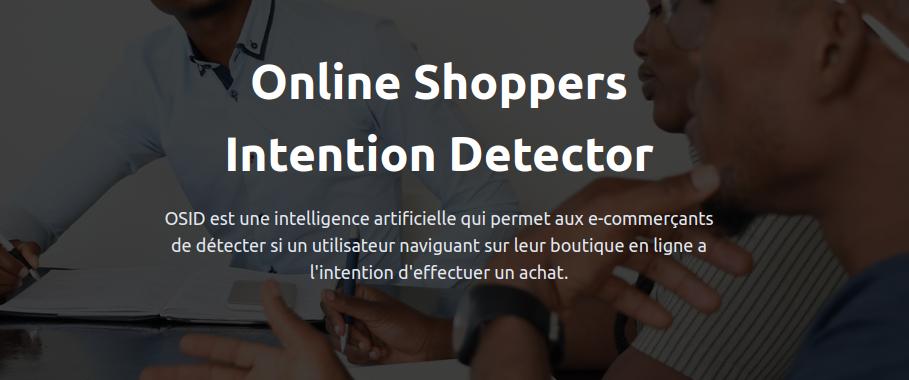 Online Shoppers
Intention Detector
OSID est une intelligence artificielle qui permet aux e-commerçants
de détecter si un utilisateur naviguant sur leur boutique en ligne a
l'intention d'effectuer un achat.